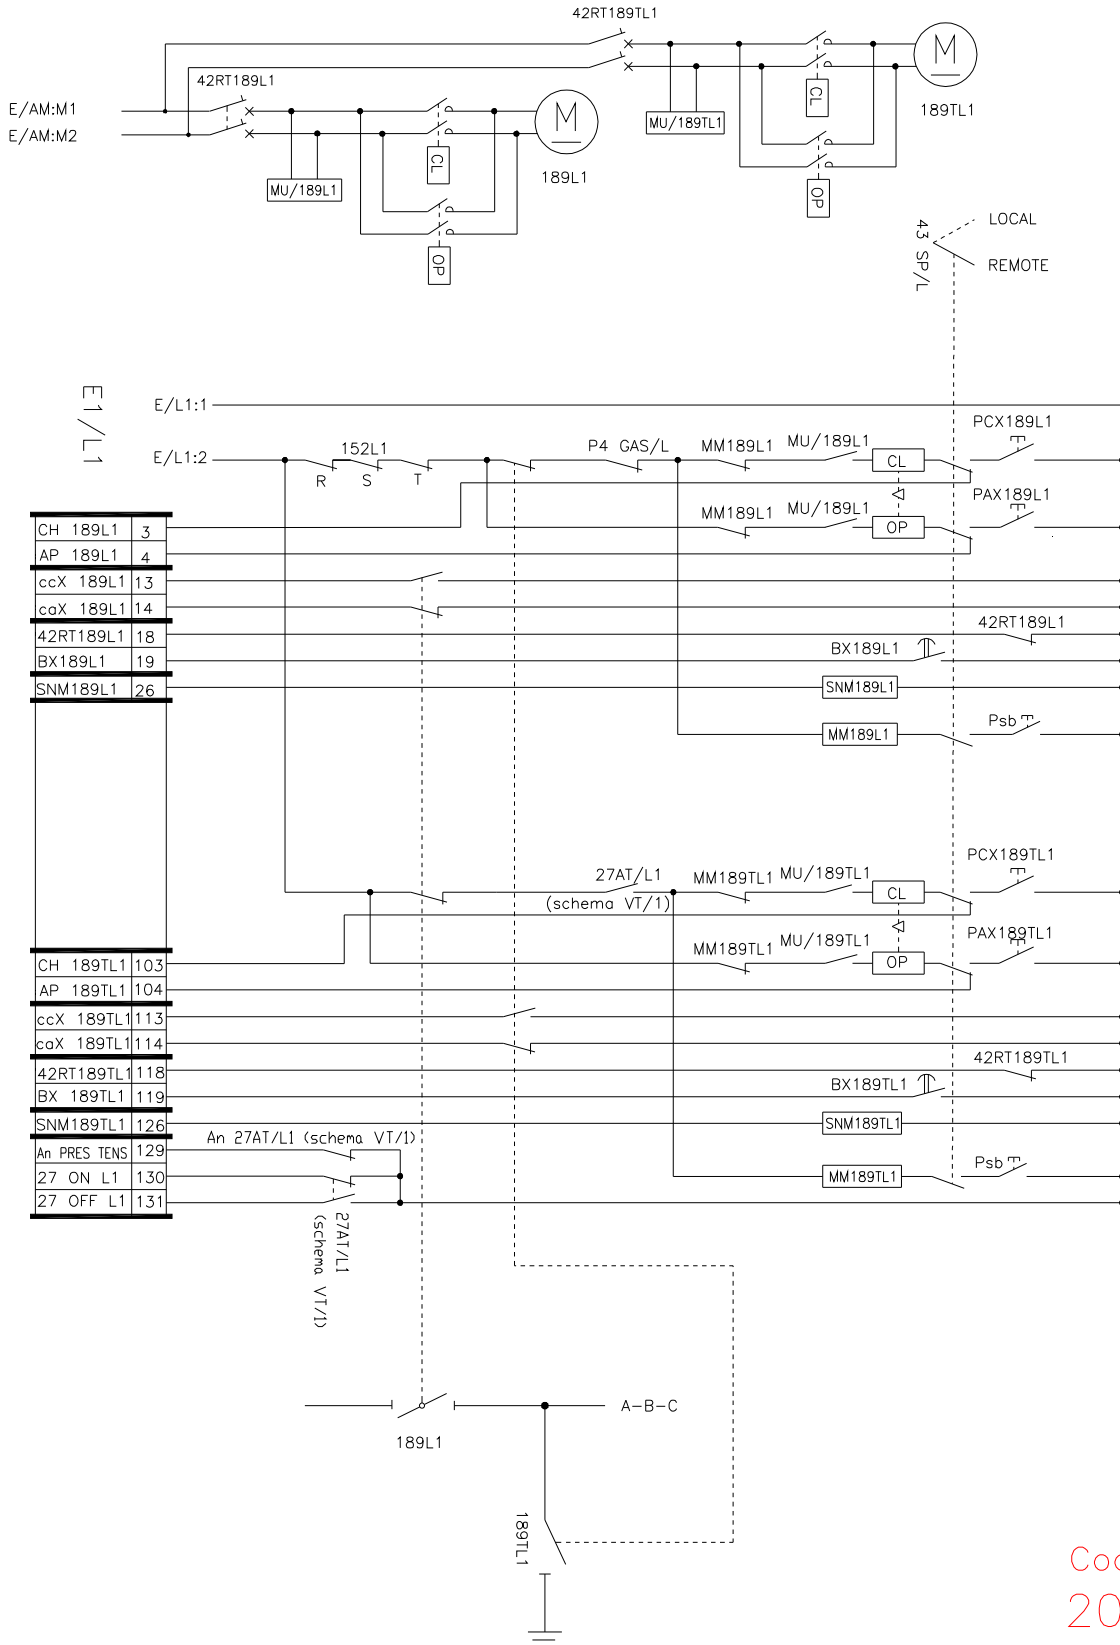 42RT189TL1
42RT189L1
E/AM:M1
E/AM:M2
M
189TL1
MU/189TL1
CL
OP
M
189L1
MU/189L1
CL
OP
43 SP/L
LOCAL
REMOTE
E1/L1
E/L1:1
E/L1:2
152L1
R S T
P4 GAS/L
MM189L1
MU/189L1
CL
PCX189L1
MM189L1
MU/189L1
OP
PAX189L1
CH 189L1 3
AP 189L1 4
ccX 189L1 13
caX 189L1 14
42RT189L1 18
42RT189L1
BX189L1 19
BX189L1
SNM189L1 26
SNM189L1
MM189L1
Psb
27AT/L1
(schema VT/1)
MM189TL1
MU/189TL1
CL
PCX189TL1
MM189TL1
MU/189TL1
OP
PAX189TL1
CH 189TL1 103
AP 189TL1 104
ccX 189TL1 113
caX 189TL1 114
42RT189TL1 118
42RT189TL1
BX 189TL1 119
BX189TL1
SNM189TL1 126
SNM189TL1
An PRES TENS 129
An 27AT/L1 (schema VT/1)
27 ON L1 130
27 OFF L1 131
MM189TL1
Psb
27AT/L1
(schema VT/1)
189L1
A-B-C
189TL1
20